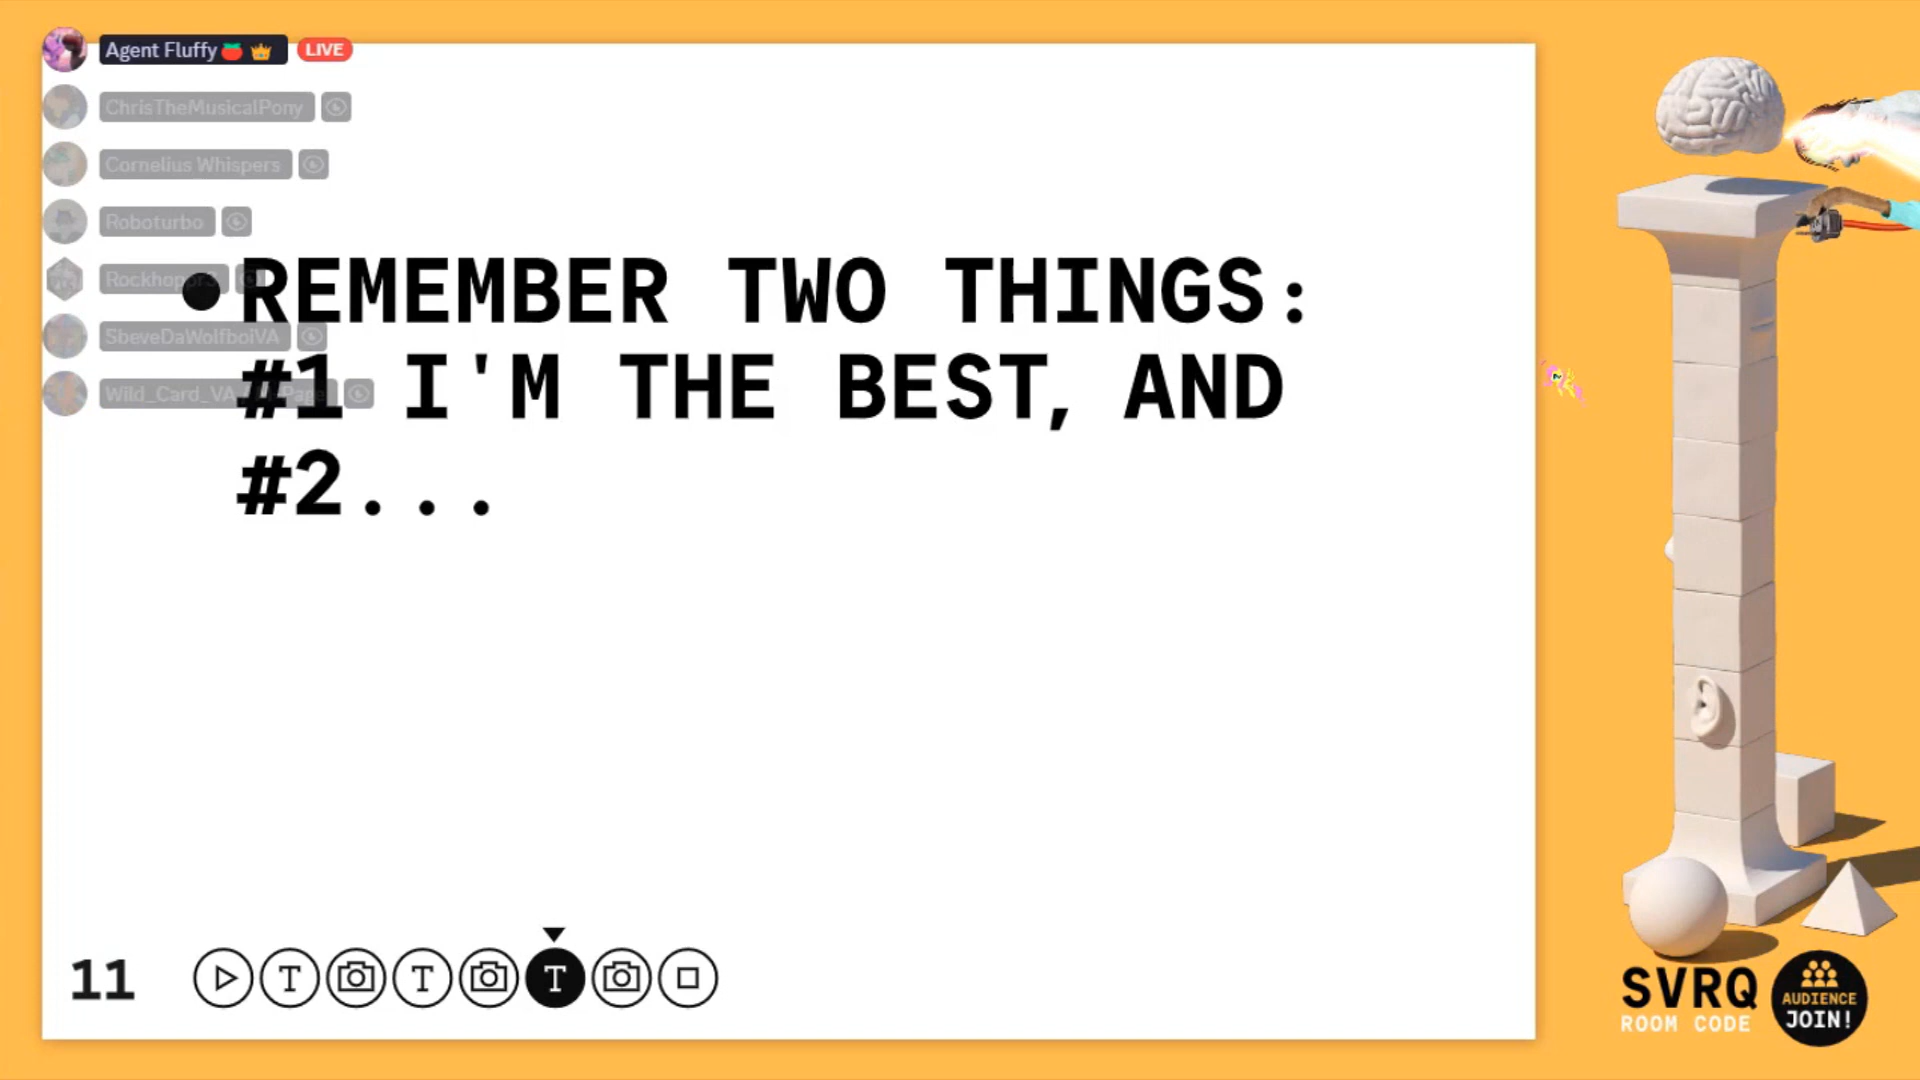 Agent Fluffy🍅👑 LIVE
ChrisTheMusicalPony
Cornelius Whispers
Roboturbo
SbeveDaWolfboiVA
•REMEMBER TWO THINGS:
#1 I'M THE BEST, AND
#2...
11
T
T
T
SVRQ
ROOM CODE
AUDIENCE
JOIN!